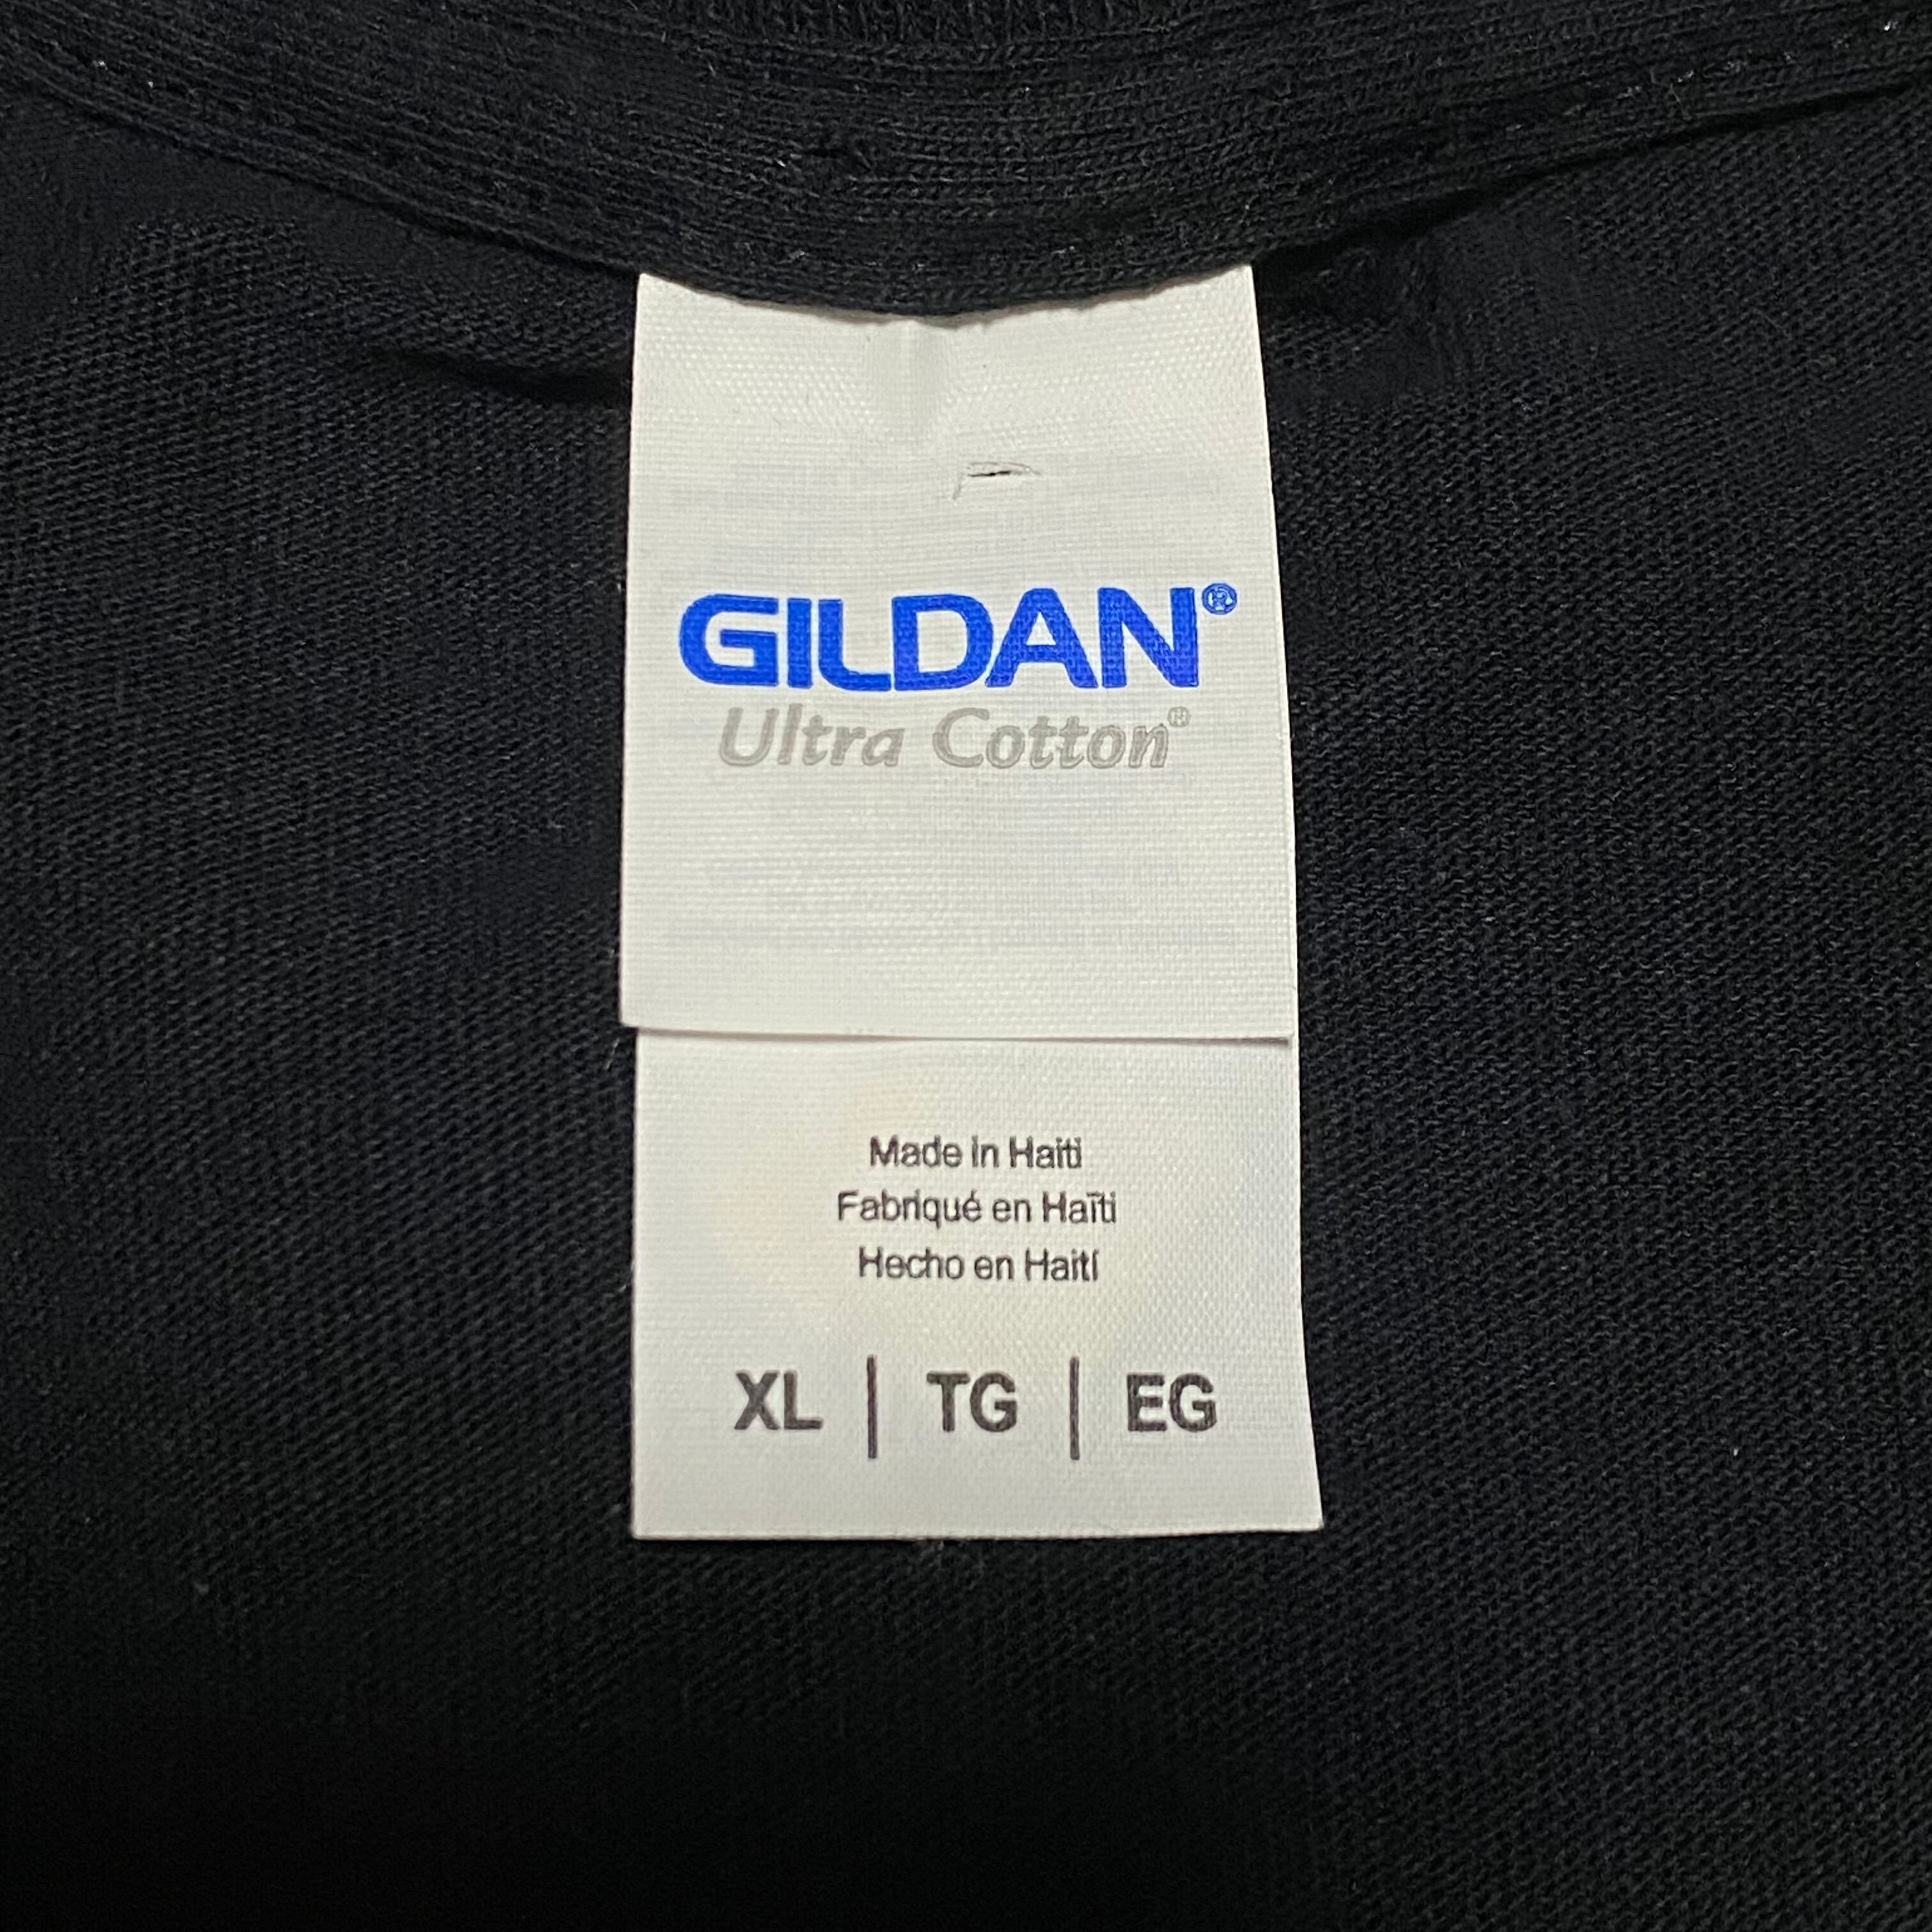 GILDAN®
Ultra Cotton®
Made in Haiti
Fabriqué en Haïti
Hecho en Haití
XL | TG | EG